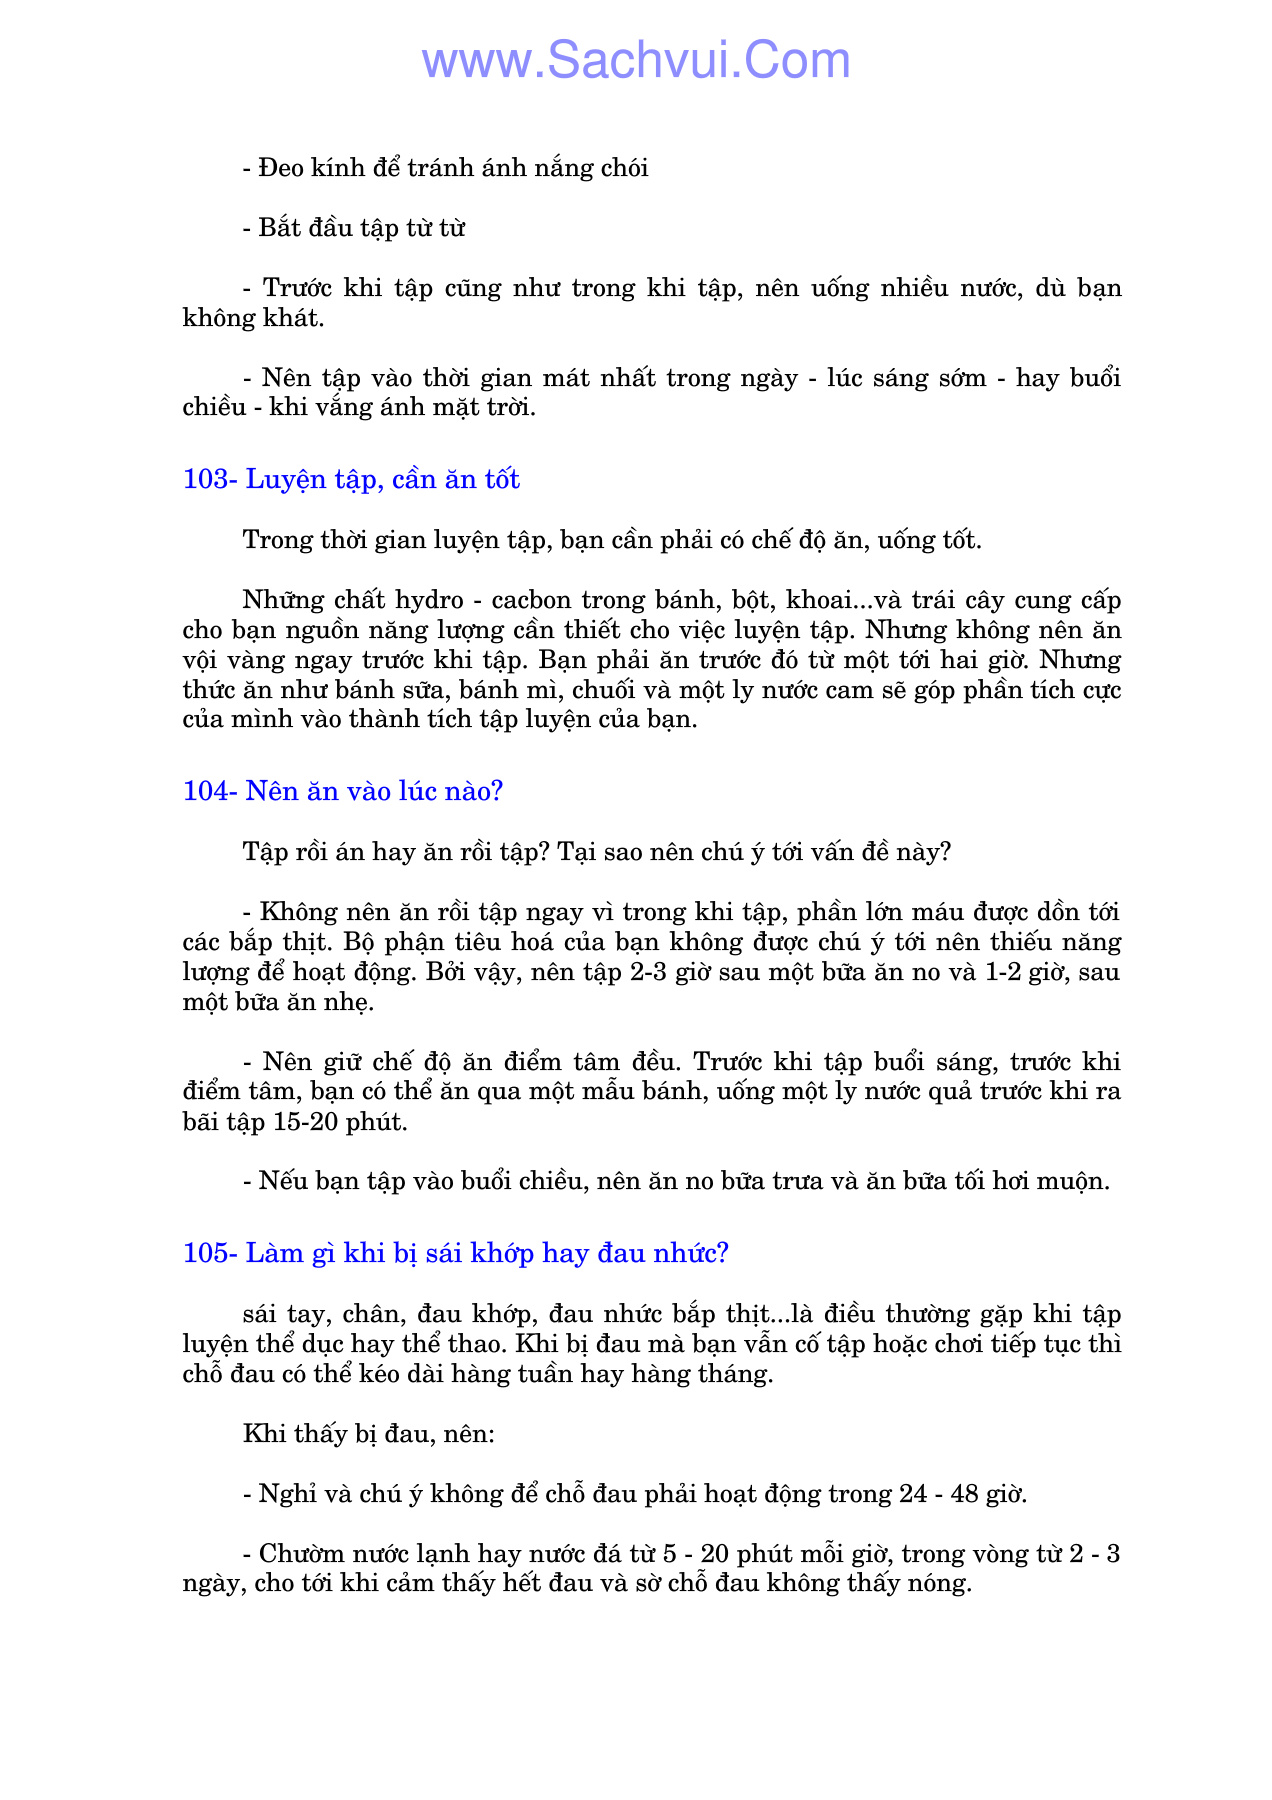 www.Sachvui.Com
- Đeo kính để tránh ánh nắng chói
- Bắt đầu tập từ từ
- Trước khi tập cũng như trong khi tập, nên uống nhiều nước, dù bạn
không khát.
- Nên tập vào thời gian mát nhất trong ngày - lúc sáng sớm - hay buổi
chiều - khi vắng ánh mặt trời.
103- Luyện tập, cần ăn tốt
Trong thời gian luyện tập, bạn cần phải có chế độ ăn, uống tốt.
Những chất hydro - cacbon trong bánh, bột, khoai...và trái cây cung cấp
cho bạn nguồn năng lượng cần thiết cho việc luyện tập. Nhưng không nên ăn
vội vàng ngay trước khi tập. Bạn phải ăn trước đó từ một tới hai giờ. Nhưng
thức ăn như bánh sữa, bánh mì, chuối và một ly nước cam sẽ góp phần tích cực
của mình vào thành tích tập luyện của bạn.
104- Nên ăn vào lúc nào?
Tập rồi án hay ăn rồi tập? Tại sao nên chú ý tới vấn đề này?
- Không nên ăn rồi tập ngay vì trong khi tập, phần lớn máu được dồn tới
các bắp thịt. Bộ phận tiêu hoá của bạn không được chú ý tới nên thiếu năng
lượng để hoạt động. Bởi vậy, nên tập 2-3 giờ sau một bữa ăn no và 1-2 giờ, sau
một bữa ăn nhẹ.
- Nên giữ chế độ ăn điểm tâm đều. Trước khi tập buổi sáng, trước khi
điểm tâm, bạn có thể ăn qua một mẫu bánh, uống một ly nước quả trước khi ra
bãi tập 15-20 phút.
- Nếu bạn tập vào buổi chiều, nên ăn no bữa trưa và ăn bữa tối hơi muộn.
105- Làm gì khi bị sái khớp hay đau nhức?
sái tay, chân, đau khớp, đau nhức bắp thịt...là điều thường gặp khi tập
luyện thể dục hay thể thao. Khi bị đau mà bạn vẫn cố tập hoặc chơi tiếp tục thì
chỗ đau có thể kéo dài hàng tuần hay hàng tháng.
Khi thấy bị đau, nên:
- Nghỉ và chú ý không để chỗ đau phải hoạt động trong 24 - 48 giờ.
- Chườm nước lạnh hay nước đá từ 5 - 20 phút mỗi giờ, trong vòng từ 2 - 3
ngày, cho tới khi cảm thấy hết đau và sờ chỗ đau không thấy nóng.